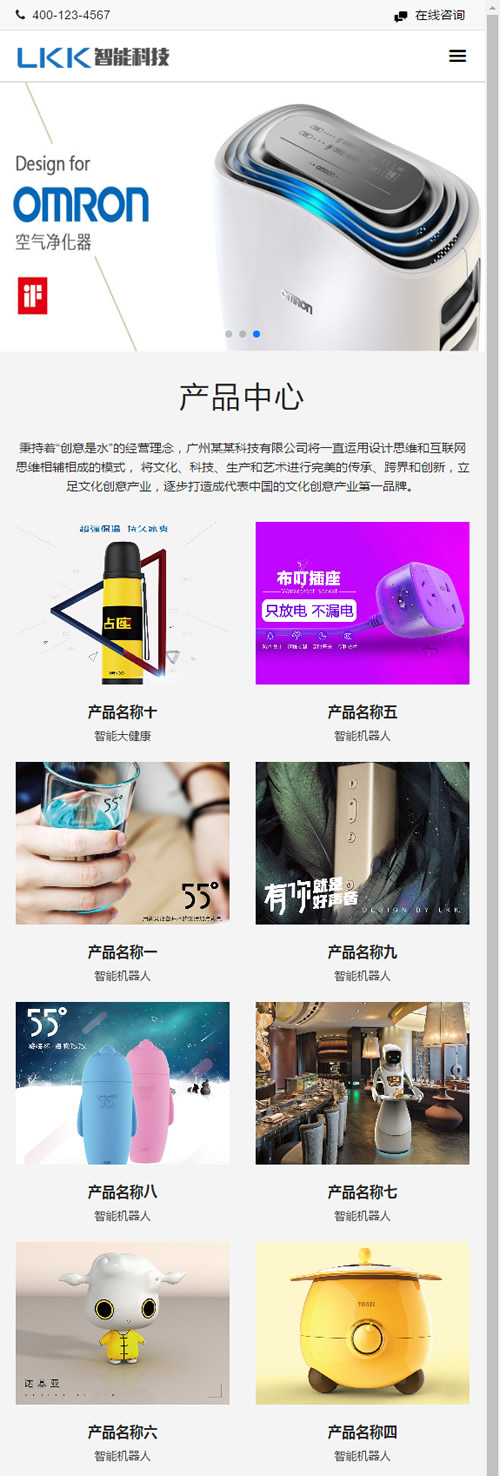 400-123-4567
在线咨询
LKK智能科技
Design for
OMRON
空气净化器
iF
OMRON
产品中心
秉持着“创意是水”的经营理念，广州某某科技有限公司将一直运用设计思维和互联网
思维相辅相成的模式， 将文化、科技、生产和艺术进行完美的传承、跨界和创新，立
足文化创意产业，逐步打造成代表中国的文化创意产业第一品牌。
超强保温 持久冰爽
占座
布叮插座
Waterproof socket
只放电 不漏电
产品名称十
产品名称五
智能大健康
智能机器人
55°
55°
有你就是
好声音
DESIGN BY LKK.
产品名称一
产品名称九
智能机器人
智能机器人
55°
55°
产品名称八
产品名称七
智能机器人
智能机器人
诺基亚
TONZE
产品名称六
产品名称四
智能机器人
智能机器人